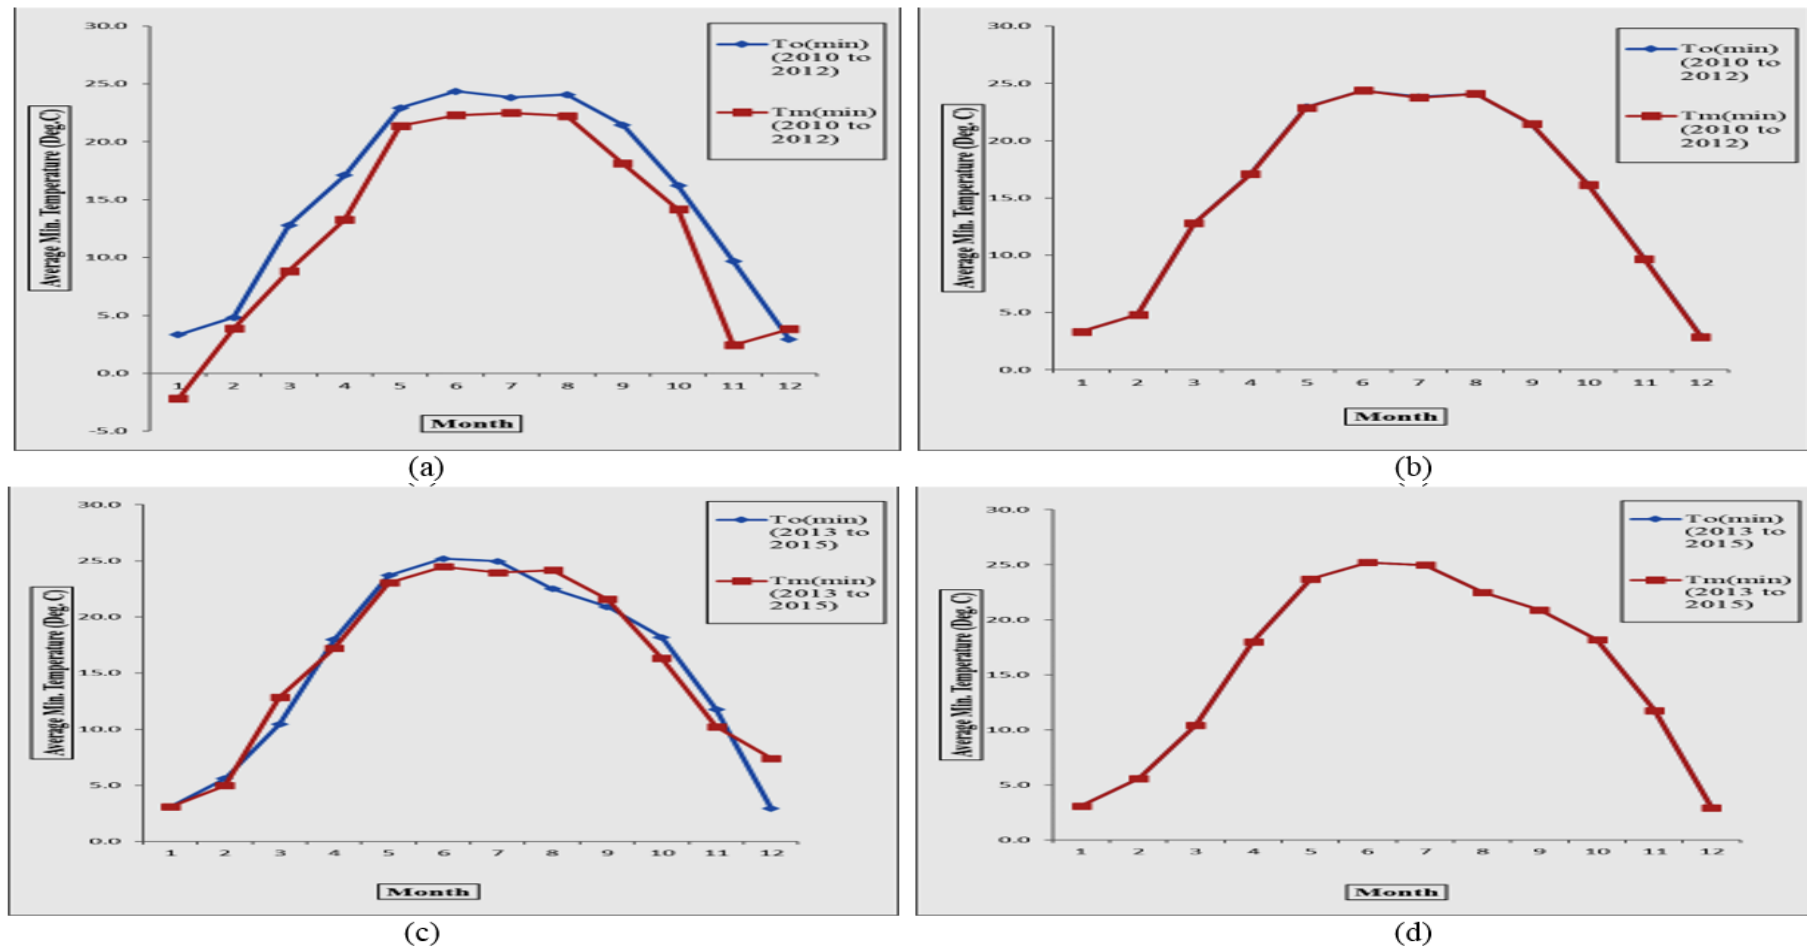 30.0
25.0
20.0
15.0
10.0
5.0
0.0
-5.0
Average Min. Temperature (Deg.C)
1 2 3 4 5 6 7 8 9 10 11 12
Month
To(min)
(2010 to
2012)
Tm(min)
(2010 to
2012)
(a)
30.0
25.0
20.0
15.0
10.0
5.0
0.0
Average Min. Temperature (Deg. C)
1 2 3 4 5 6 7 8 9 10 11 12
Month
To(min)
(2010 to
2012)
Tm(min)
(2010 to
2012)
(b)
30.0
25.0
20.0
15.0
10.0
5.0
0.0
Average Min. Temperature (Deg. C)
1 2 3 4 5 6 7 8 9 10 11 12
Month
To(min)
(2013 to
2015)
Tm(min)
(2013 to
2015)
(c)
30.0
25.0
20.0
15.0
10.0
5.0
0.0
Average Min. Temperature (Deg. C)
1 2 3 4 5 6 7 8 9 10 11 12
Month
To(min)
(2013 to
2015)
Tm(min)
(2013 to
2015)
(d)